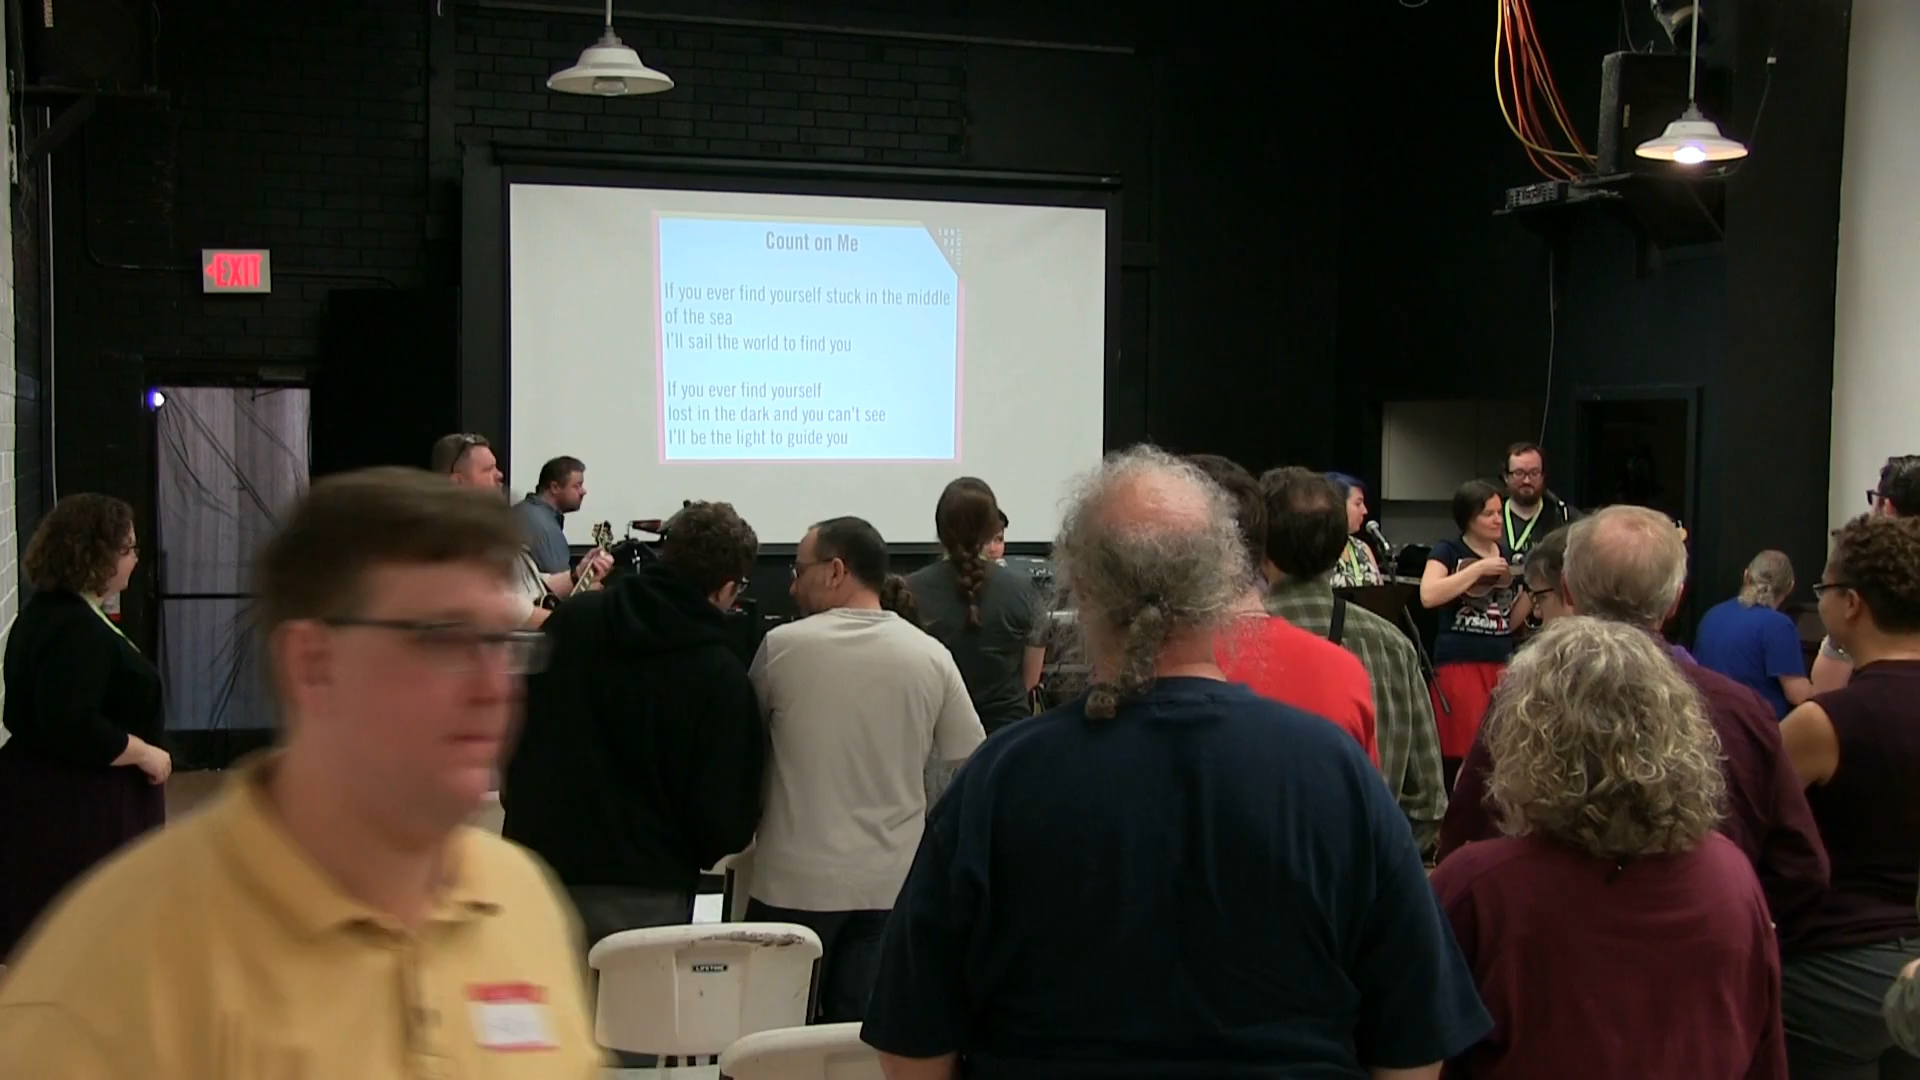 Count on Me
If you ever find yourself stuck in the middle
of the sea
I'll sail the world to find you
If you ever find yourself
lost in the dark and you can't see
I'll be the light to guide you
EXIT
LIFETIME